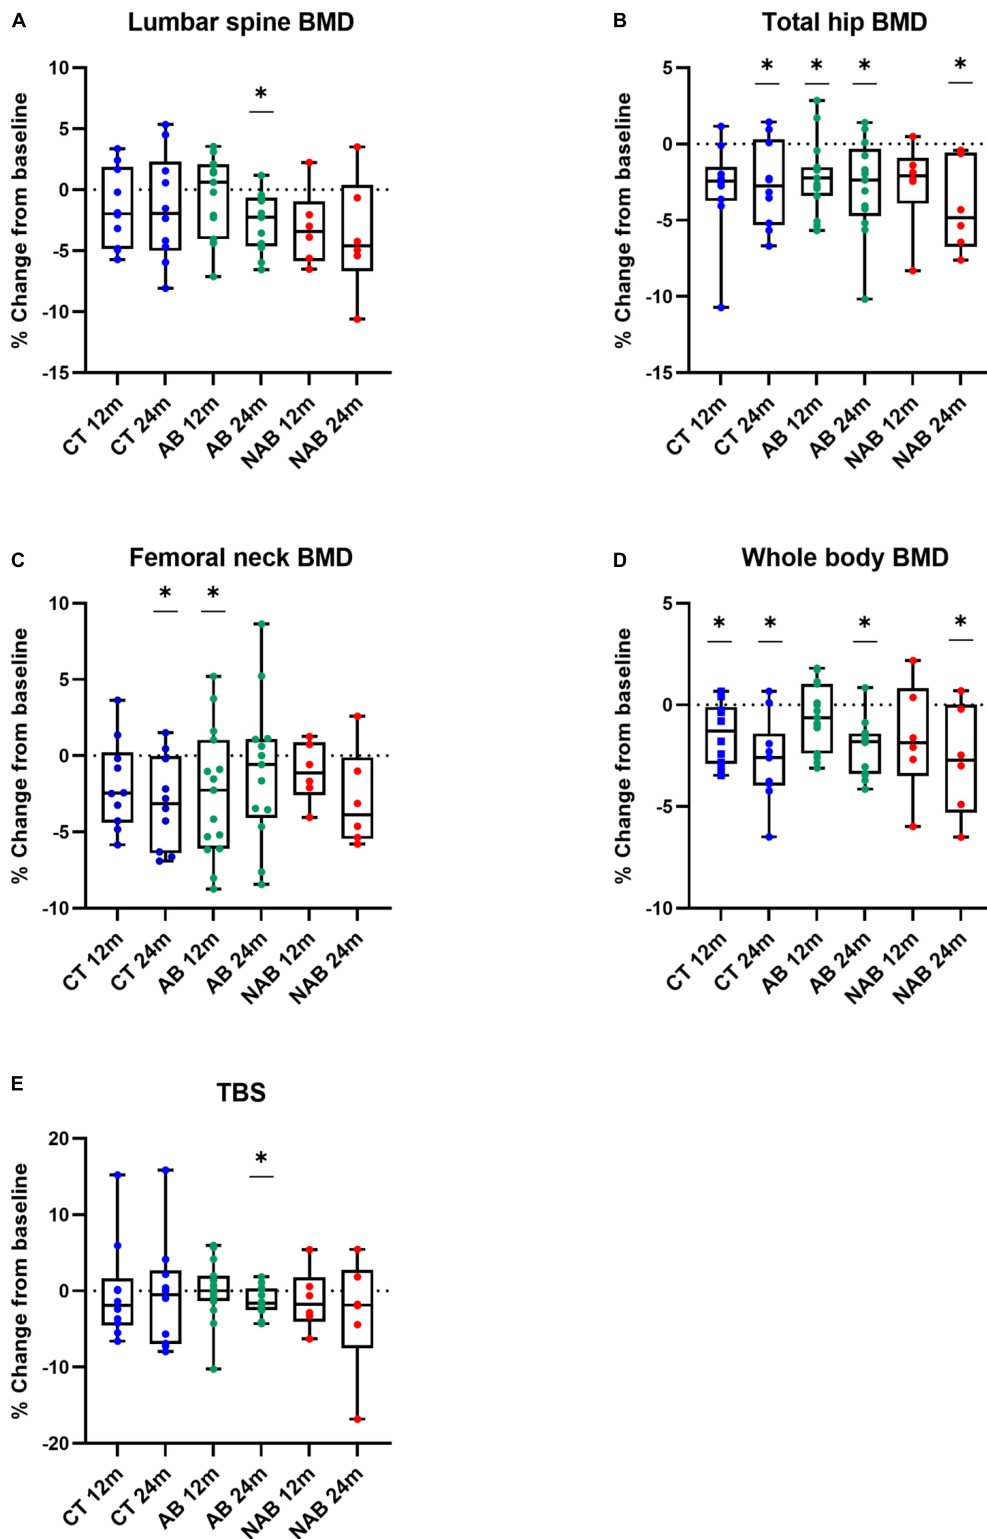 A
Lumbar spine BMD
% Change from baseline
10
5
0
-5
-10
-15
*
CT 12m
CT 24m
AB 12m
AB 24m
NAB 12m
NAB 24m
B
Total hip BMD
% Change from baseline
5
0
-5
-10
-15
* * * *
CT 12m
CT 24m
AB 12m
AB 24m
NAB 12m
NAB 24m
C
Femoral neck BMD
% Change from baseline
10
5
0
-5
-10
* *
CT 12m
CT 24m
AB 12m
AB 24m
NAB 12m
NAB 24m
D
Whole body BMD
% Change from baseline
5
0
-5
-10
* * * *
CT 12m
CT 24m
AB 12m
AB 24m
NAB 12m
NAB 24m
E
TBS
% Change from baseline
20
10
0
-10
-20
*
CT 12m
CT 24m
AB 12m
AB 24m
NAB 12m
NAB 24m